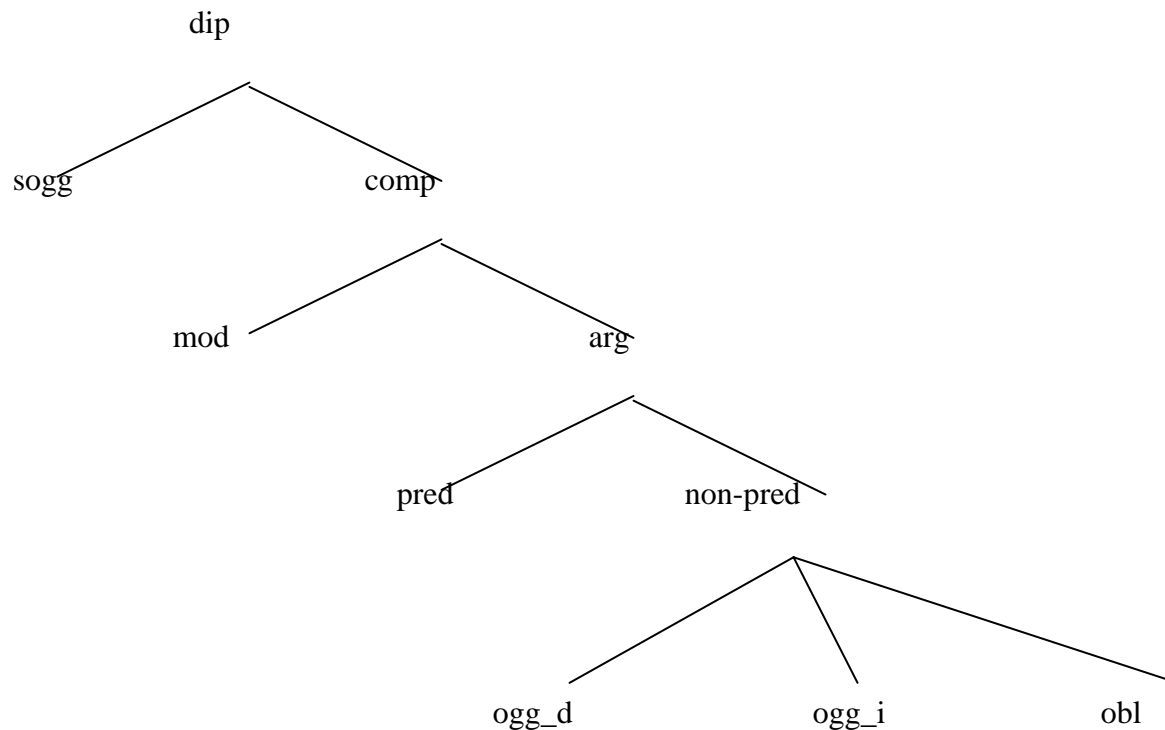 dip
sogg comp
mod arg
pred non-pred
ogg_d ogg_i obl